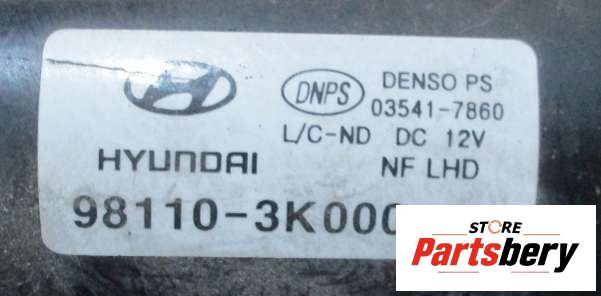 DNPS
DENSO PS
03541-7860
L/C-ND DC 12V
HYUNDAI
NF LHD
98110-3K000
STORE
Partsbery